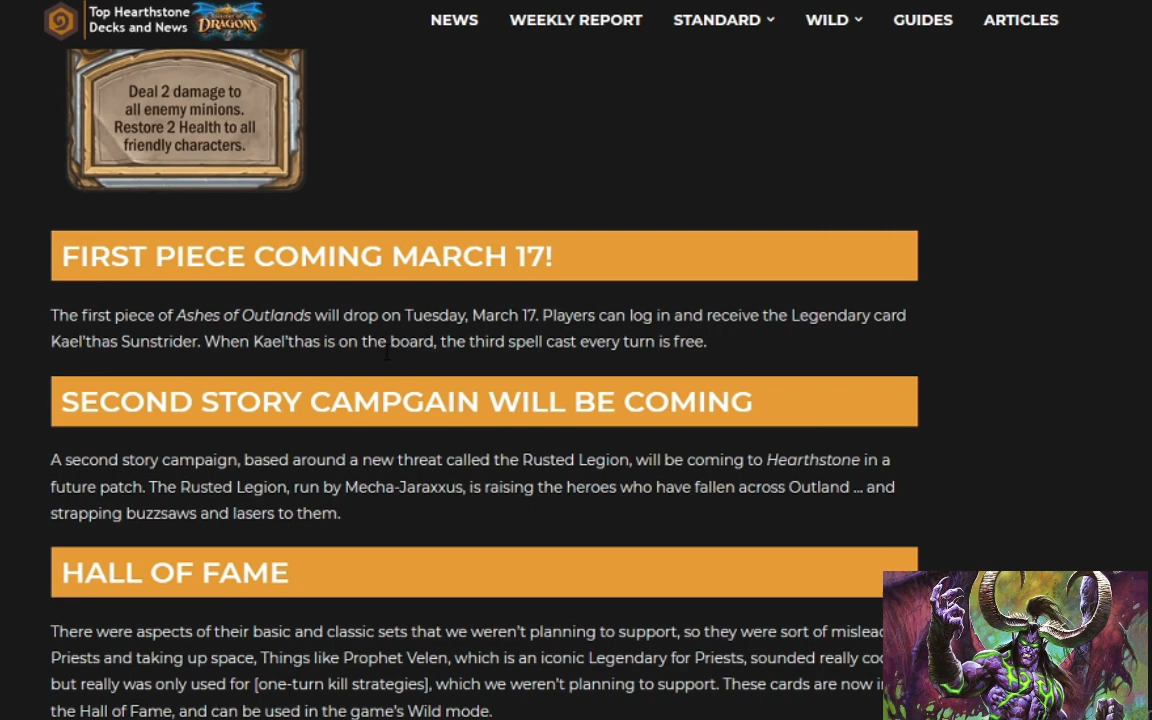 Top Hearthstone
Decks and News
DRAGONS
NEWS WEEKLY REPORT STANDARD WILD GUIDES ARTICLES
Deal 2 damage to
all enemy minions.
Restore 2 Health to all
friendly characters.
FIRST PIECE COMING MARCH 17!
The first piece of Ashes of Outlands will drop on Tuesday, March 17. Players can log in and receive the Legendary card
Kael'thas Sunstrider. When Kael'thas is on the board, the third spell cast every turn is free.
SECOND STORY CAMPGAIN WILL BE COMING
A second story campaign, based around a new threat called the Rusted Legion, will be coming to Hearthstone in a
future patch. The Rusted Legion, run by Mecha-Jaraxxus, is raising the heroes who have fallen across Outland ... and
strapping buzzsaws and lasers to them.
HALL OF FAME
There were aspects of their basic and classic sets that we weren't planning to support, so they were sort of mislead
Priests and taking up space, Things like Prophet Velen, which is an iconic Legendary for Priests, sounded really coo
but really was only used for [one-turn kill strategies], which we weren't planning to support. These cards are now i
the Hall of Fame, and can be used in the game's Wild mode.